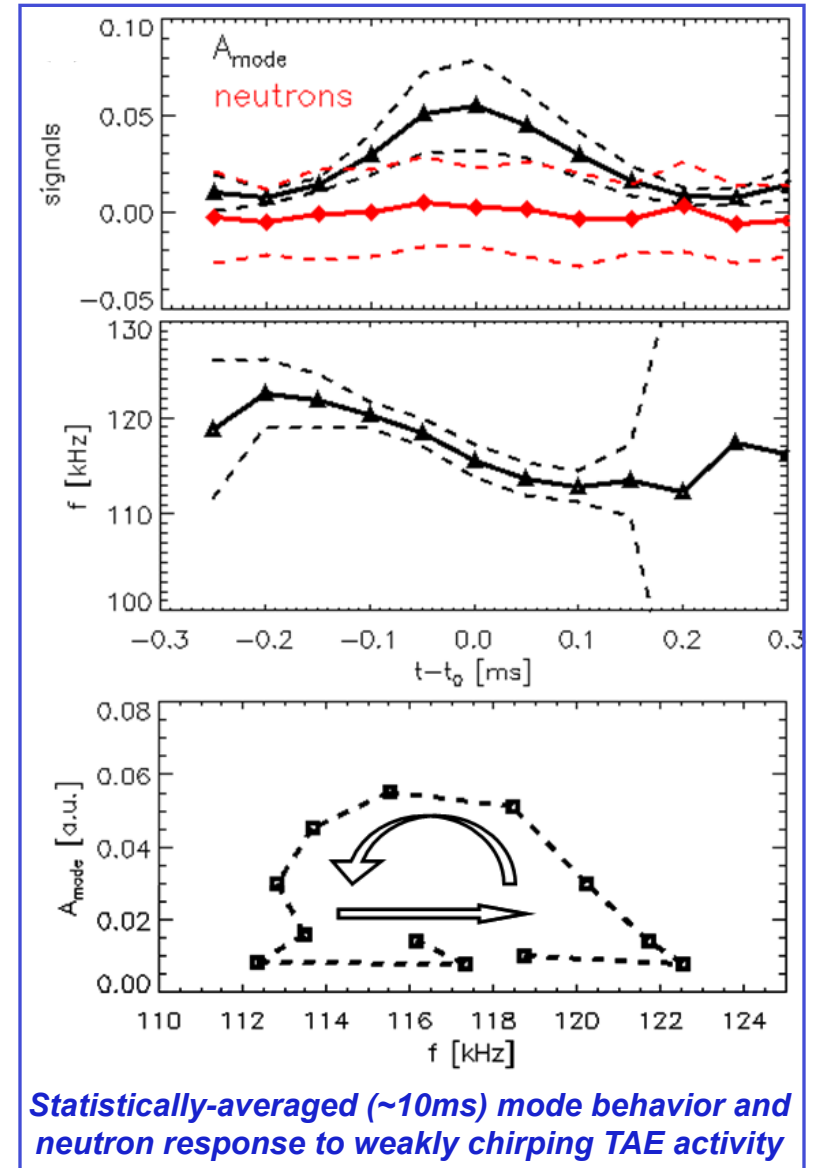 0.10
A_mode
neutrons
0.05
signals
0.00
−0.05
130
120
f [kHz]
110
100
−0.3 −0.2 −0.1 0.0 0.1 0.2 0.3
t−t₀ [ms]
0.08
0.06
A_mode [a.u.]
0.04
0.02
0.00
110 112 114 116 118 120 122 124
f [kHz]
Statistically-averaged (~10ms) mode behavior and
neutron response to weakly chirping TAE activity